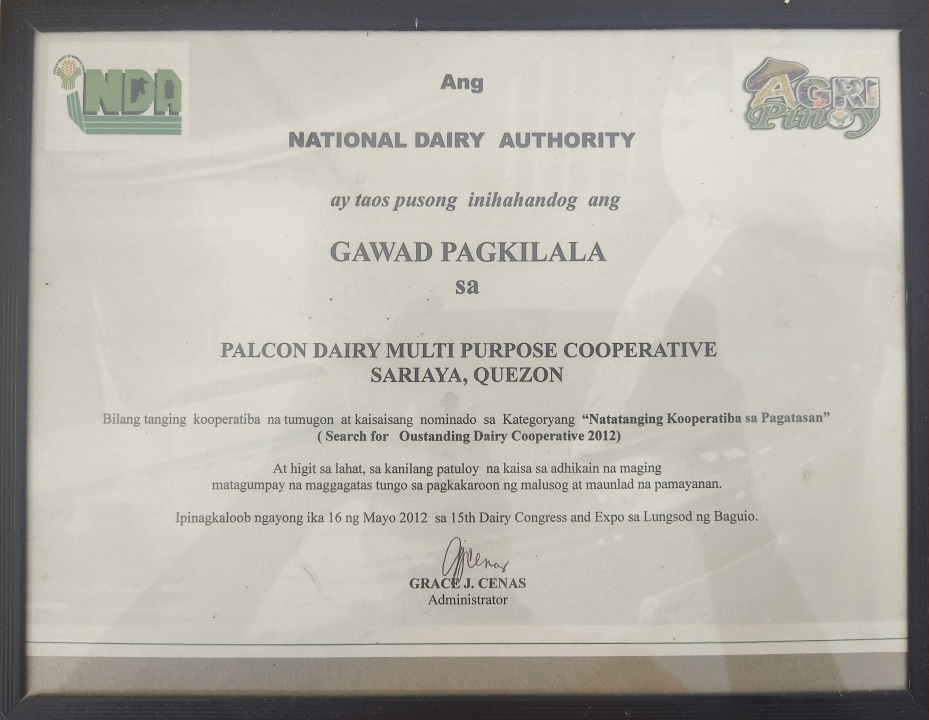 NDA
AGRI
Pinoy
Ang
NATIONAL DAIRY AUTHORITY
ay taos pusong inihahandog ang
GAWAD PAGKILALA
sa
PALCON DAIRY MULTI PURPOSE COOPERATIVE
SARIAYA, QUEZON
Bilang tanging kooperatiba na tumugon at kaisaisang nominado sa Kategoryang “Natatanging Kooperatiba sa Pagatasan”
( Search for Oustanding Dairy Cooperative 2012)
At higit sa lahat, sa kanilang patuloy na kaisa sa adhikain na maging
matagumpay na maggagatas tungo sa pagkakaroon ng malusog at maunlad na pamayanan.
Ipinagkaloob ngayong ika 16 ng Mayo 2012 sa 15th Dairy Congress and Expo sa Lungsod ng Baguio.
GRACE J. CENAS
Administrator